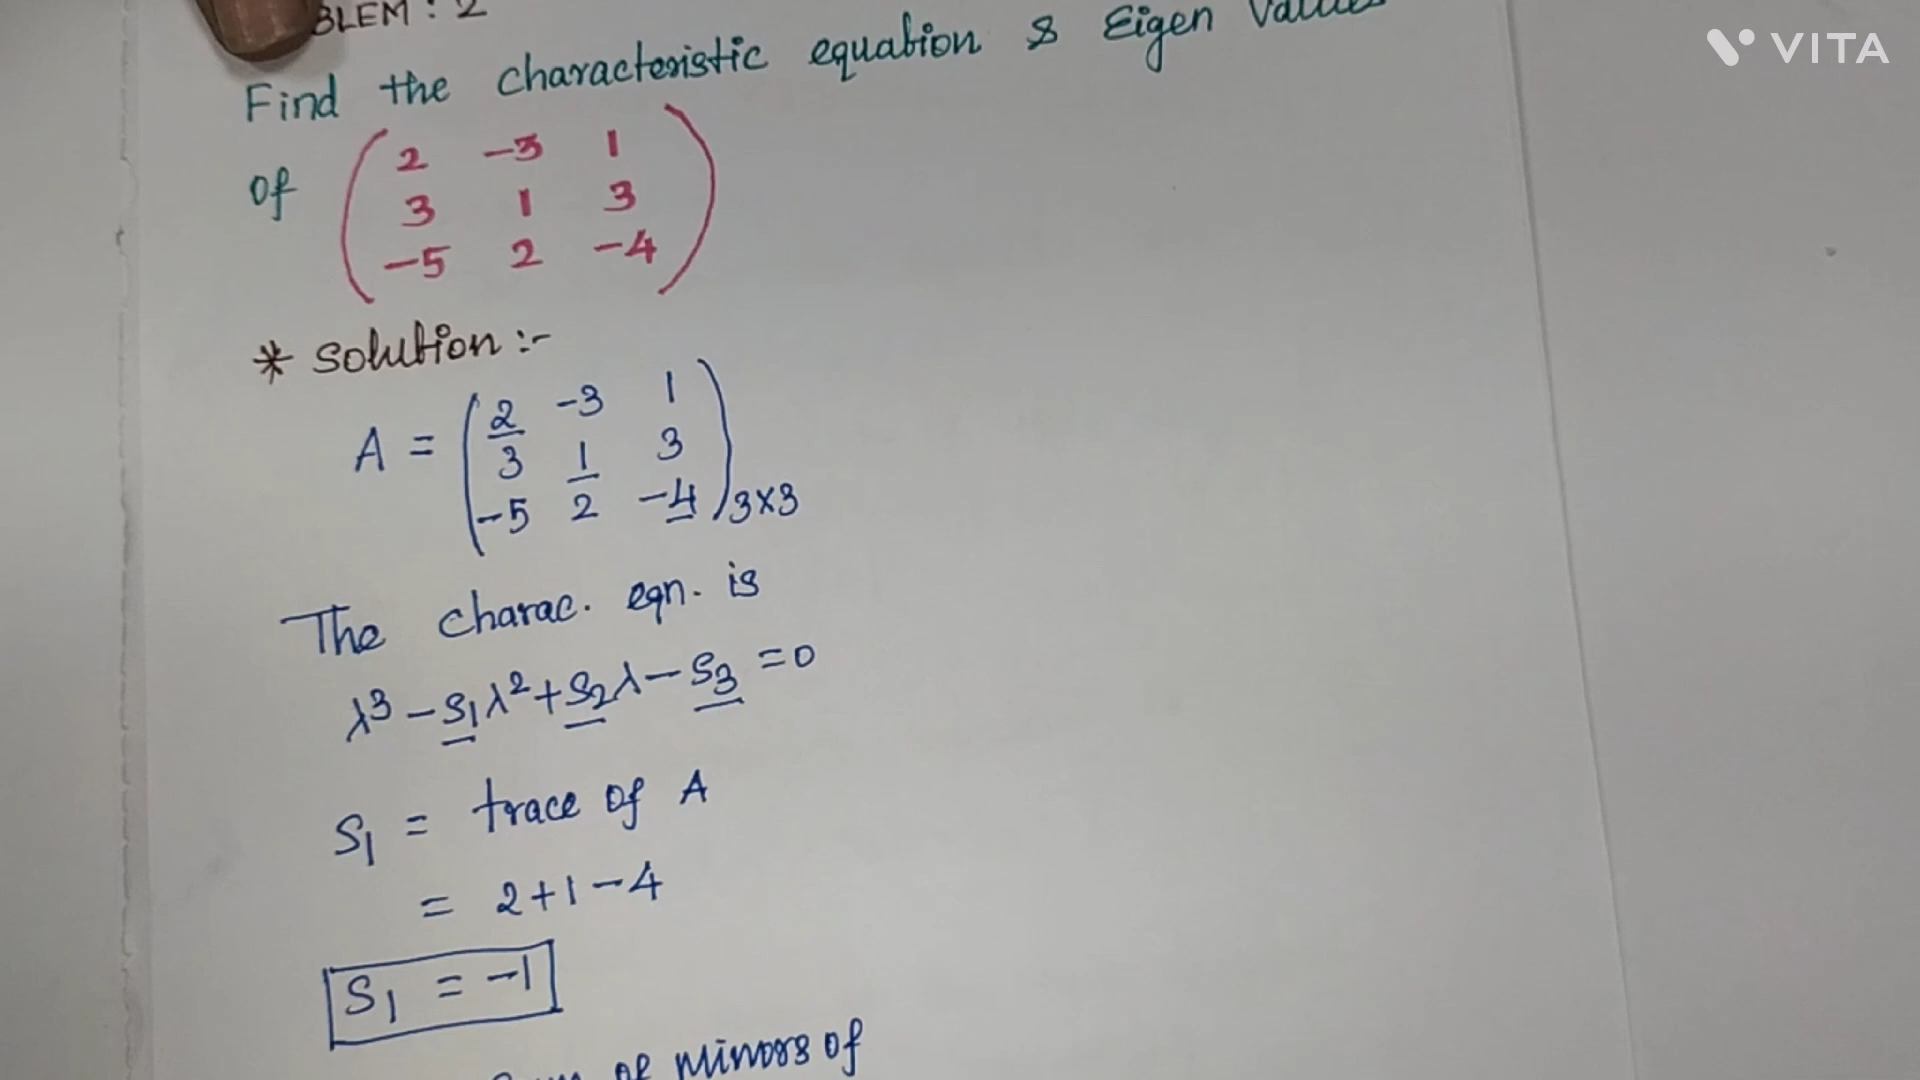 BLEM : 2
VITA
Find the characteristic equation & Eigen Values
of
2 -3 1
3 1 3
-5 2 -4
* Solution :-
A = 2 -3 1
3 1 3
-5 2 -4 3×3
The charac. eqn. is
λ³ - S₁λ² + S₂λ - S₃ = 0
S₁ = trace of A
= 2+1-4
S₁ = -1
of minors of